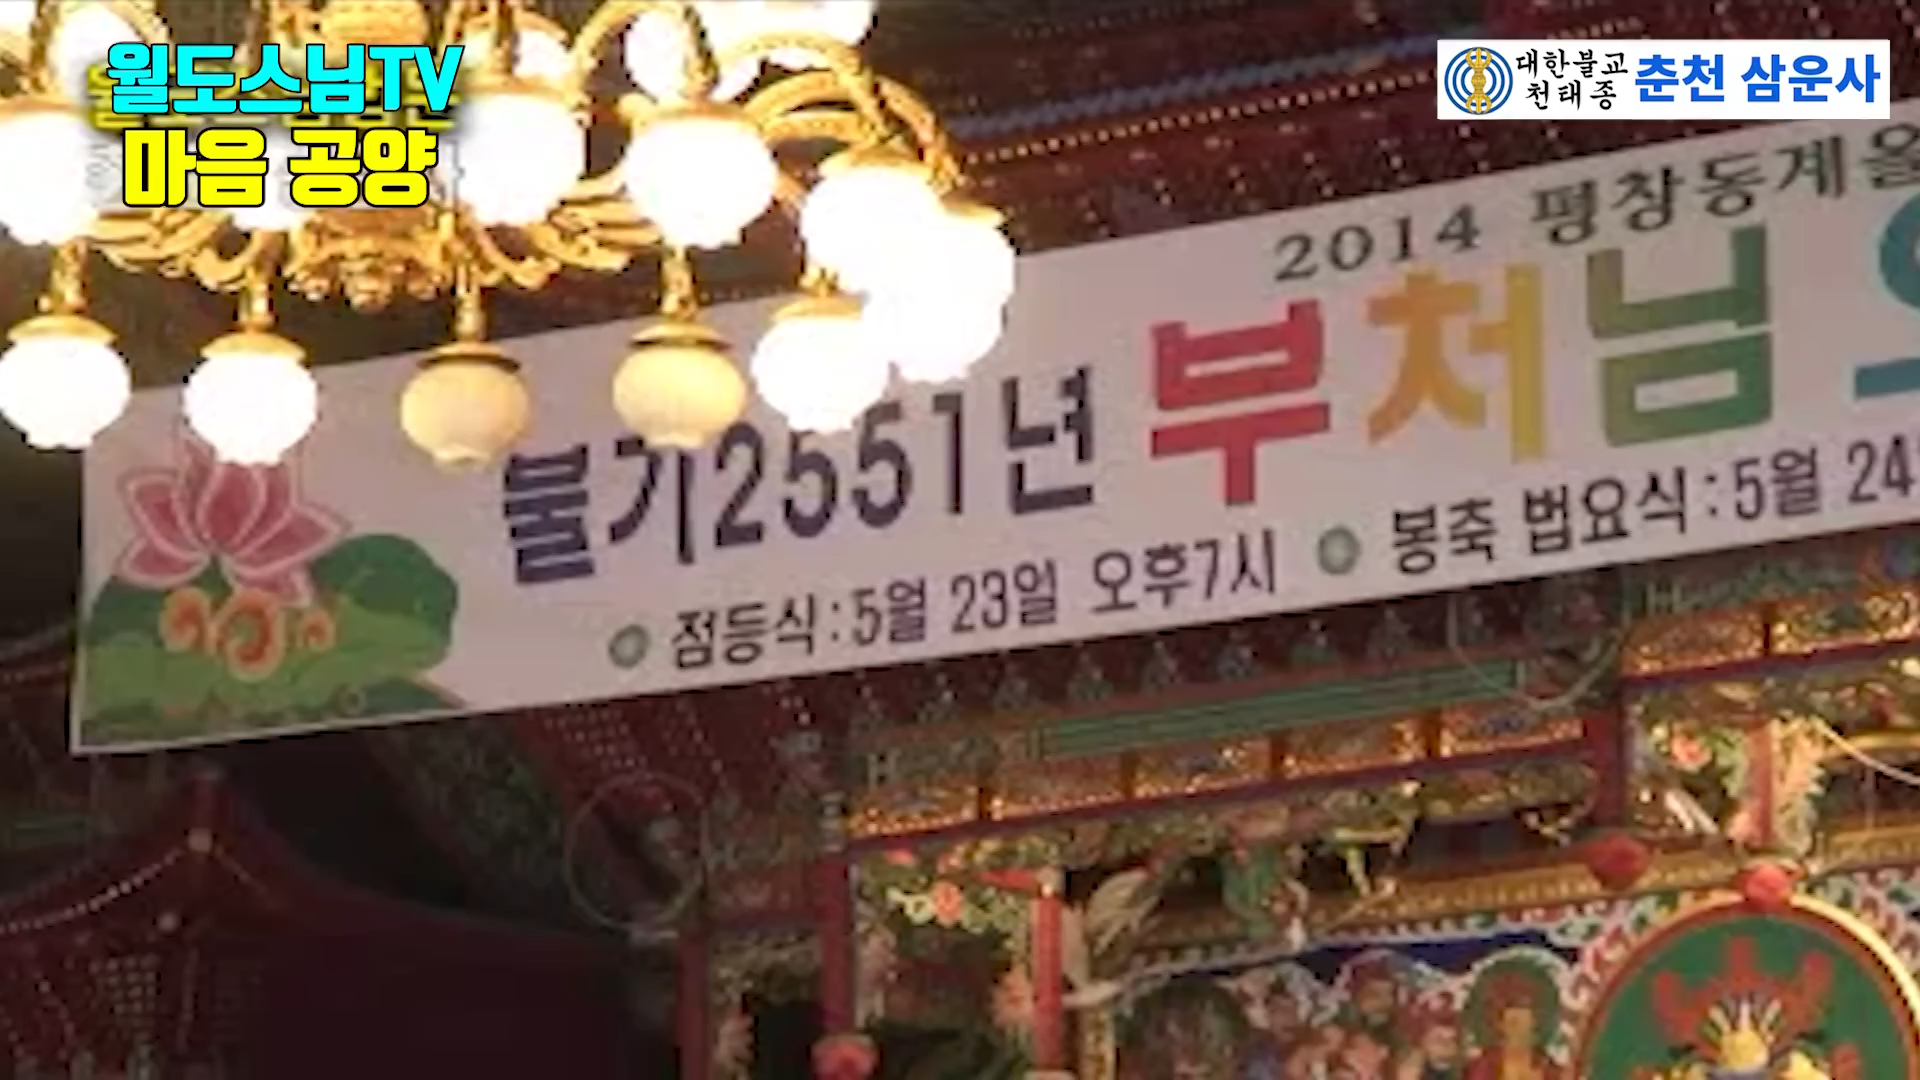 월도스님TV
마음 공양
대한불교
천태종
춘천 삼운사
2014 평창동계올
불기2551년 부처님 오
점등식:5월 23일 오후7시
봉축 법요식:5월 24